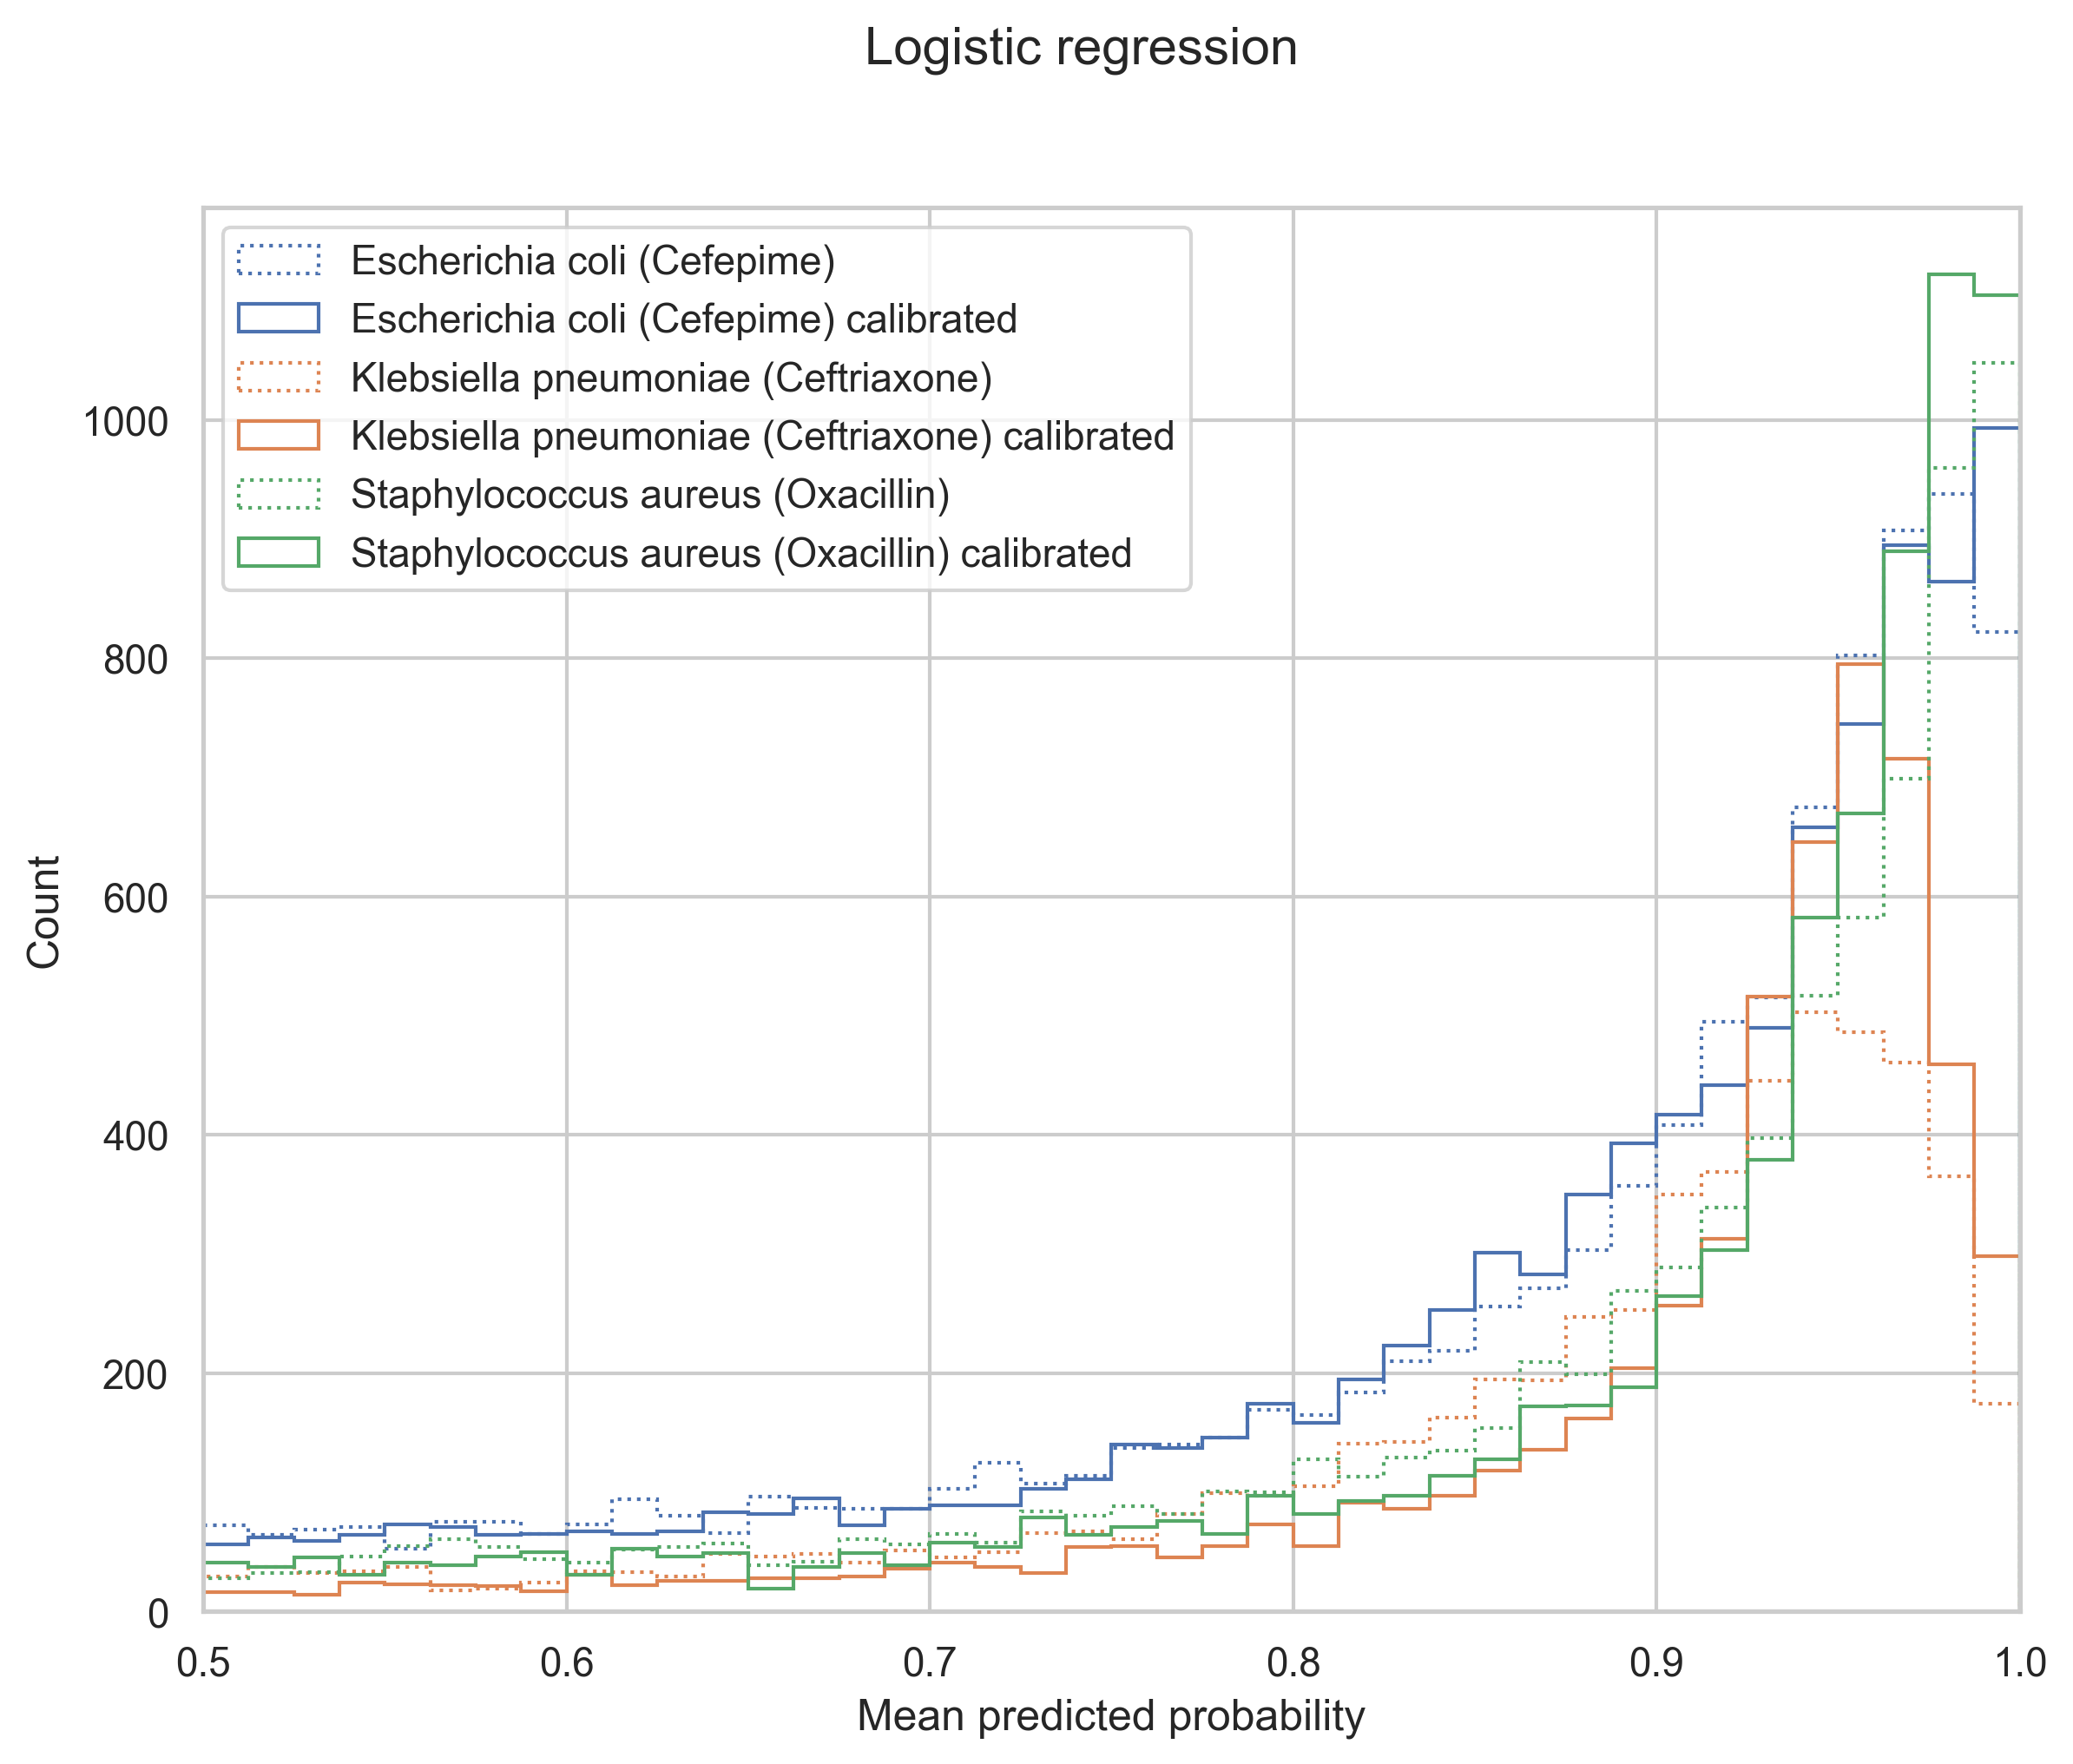 Logistic regression
Escherichia coli (Cefepime)
Escherichia coli (Cefepime) calibrated
Klebsiella pneumoniae (Ceftriaxone)
Klebsiella pneumoniae (Ceftriaxone) calibrated
Staphylococcus aureus (Oxacillin)
Staphylococcus aureus (Oxacillin) calibrated
1000
800
600
400
200
0
Count
0.5 0.6 0.7 0.8 0.9 1.0
Mean predicted probability